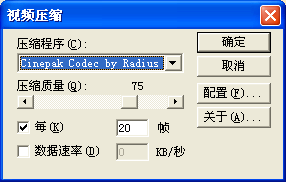 视频压缩
压缩程序(C):
Cinepak Codec by Radius
压缩质量(Q): 75
每(K) 20 帧
数据速率(D) 0 KB/秒
确定
取消
配置(F)...
关于(A)...